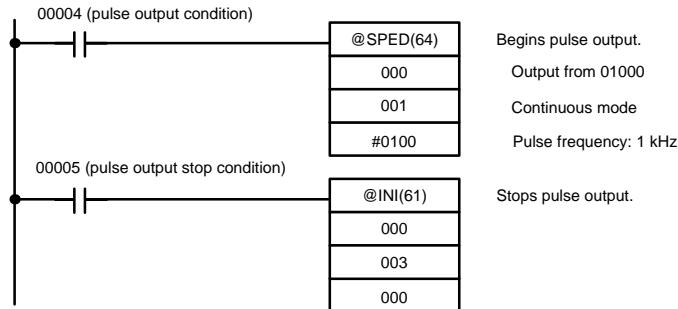 00004 (pulse output condition)
@SPED(64) Begins pulse output.
000 Output from 01000
001 Continuous mode
#0100 Pulse frequency: 1 kHz
00005 (pulse output stop condition)
@INI(61) Stops pulse output.
000
003
000